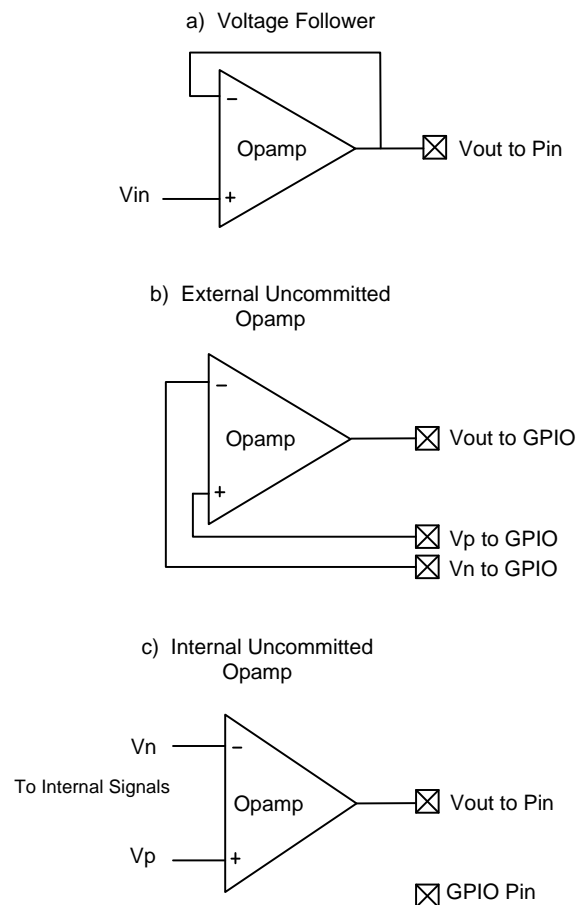 a) Voltage Follower
−
Opamp
Vout to Pin
Vin
+
b) External Uncommitted
Opamp
−
Opamp
Vout to GPIO
+
Vp to GPIO
Vn to GPIO
c) Internal Uncommitted
Opamp
Vn
−
To Internal Signals
Opamp
Vout to Pin
Vp
+
GPIO Pin